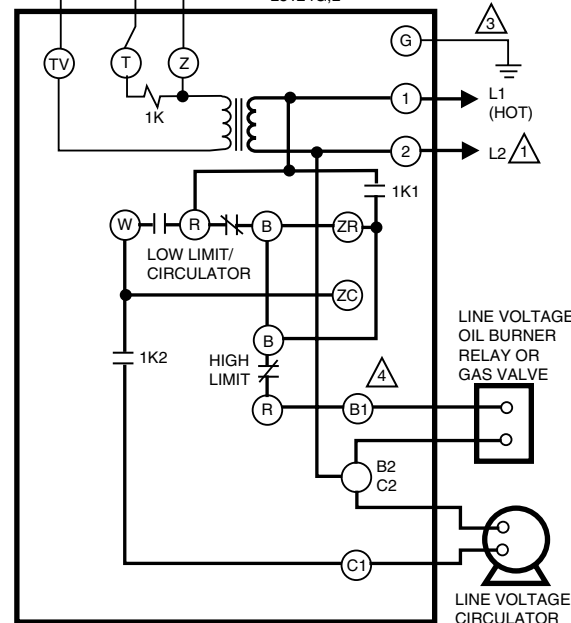 TV
T
Z
1K
G
3
1
L1
(HOT)
2
L2
1
1K1
W
R
B
ZR
LOW LIMIT/
CIRCULATOR
ZC
B
HIGH
LIMIT
R
4
B1
1K2
LINE VOLTAGE
OIL BURNER
RELAY OR
GAS VALVE
B2
C2
C1
LINE VOLTAGE
CIRCULATOR